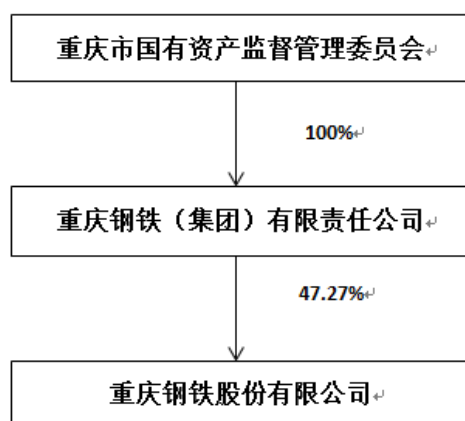 重庆市国有资产监督管理委员会
100%
重庆钢铁（集团）有限责任公司
47.27%
重庆钢铁股份有限公司